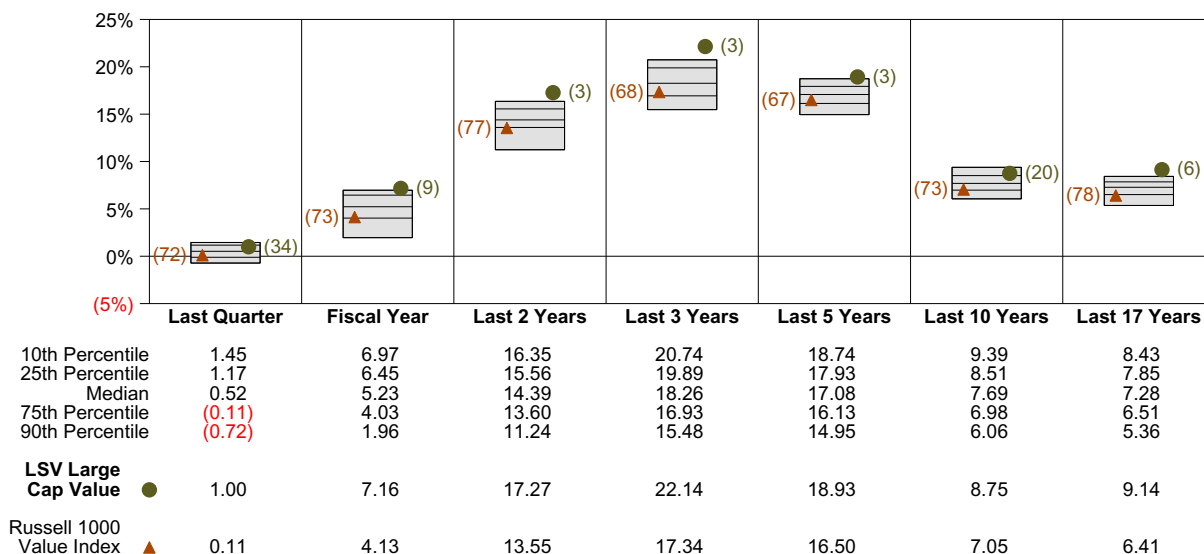 25%
20%
15%
10%
5%
0%
(5%)
(72) (34)
(73) (9)
(77) (3)
(68) (3)
(67) (3)
(73) (20)
(78) (6)
Last Quarter Fiscal Year Last 2 Years Last 3 Years Last 5 Years Last 10 Years Last 17 Years
10th Percentile 1.45 6.97 16.35 20.74 18.74 9.39 8.43
25th Percentile 1.17 6.45 15.56 19.89 17.93 8.51 7.85
Median 0.52 5.23 14.39 18.26 17.08 7.69 7.28
75th Percentile (0.11) 4.03 13.60 16.93 16.13 6.98 6.51
90th Percentile (0.72) 1.96 11.24 15.48 14.95 6.06 5.36
LSV Large
Cap Value 1.00 7.16 17.27 22.14 18.93 8.75 9.14
Russell 1000
Value Index 0.11 4.13 13.55 17.34 16.50 7.05 6.41